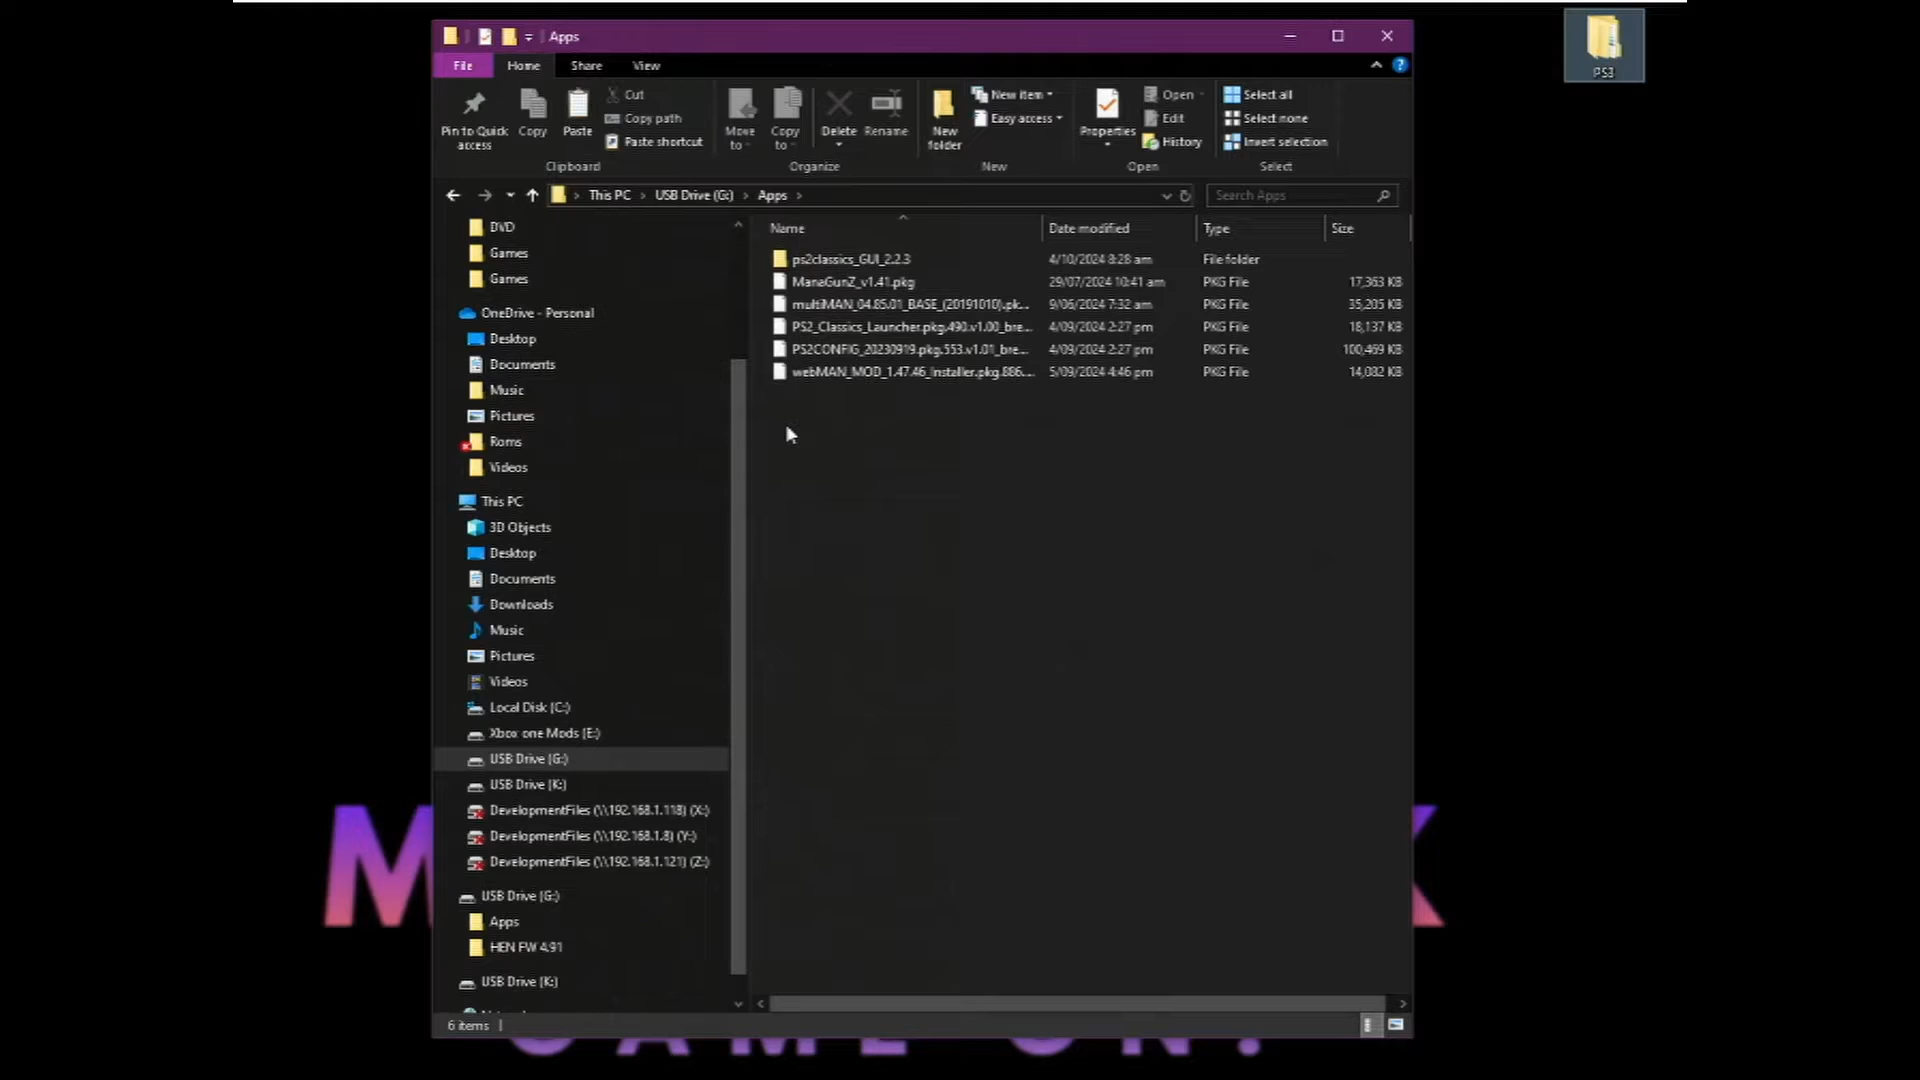 PS3
Apps
File Home Share View
Pin to Quick access
Copy
Paste
Cut
Copy path
Paste shortcut
Clipboard
Move to
Copy to
Delete
Rename
Organize
New folder
New item
Easy access
New
Properties
Open
Edit
History
Open
Select all
Select none
Invert selection
Select
This PC > USB Drive (G:) > Apps >
Search Apps
DVD
Games
Games
OneDrive - Personal
Desktop
Documents
Music
Pictures
Roms
Videos
This PC
3D Objects
Desktop
Documents
Downloads
Music
Pictures
Videos
Local Disk (C:)
Xbox one Mods (E:)
USB Drive (G:)
USB Drive (K:)
DevelopmentFiles (\\192.168.1.118) (X:)
DevelopmentFiles (\\192.168.1.8) (Y:)
DevelopmentFiles (\\192.168.1.121) (Z:)
USB Drive (G:)
Apps
HEN FW 4.91
USB Drive (K:)
Name Date modified Type Size
ps2classics_GUI_2.2.3 4/10/2024 8:28 am File folder
ManaGunZ_v1.41.pkg 29/07/2024 10:41 am PKG File 17,363 KB
multiMAN_04.85.01_BASE_(20191010).pk... 9/06/2024 7:32 am PKG File 35,205 KB
PS2_Classics_Launcher.pkg.490.v1.00_bre... 4/09/2024 2:27 pm PKG File 18,137 KB
PS2CONFIG_20230919.pkg.553.v1.01_bre... 4/09/2024 2:27 pm PKG File 100,469 KB
webMAN_MOD_1.47.46_Installer.pkg.886.... 5/09/2024 4:46 pm PKG File 14,082 KB
6 items
M
GAME ON!